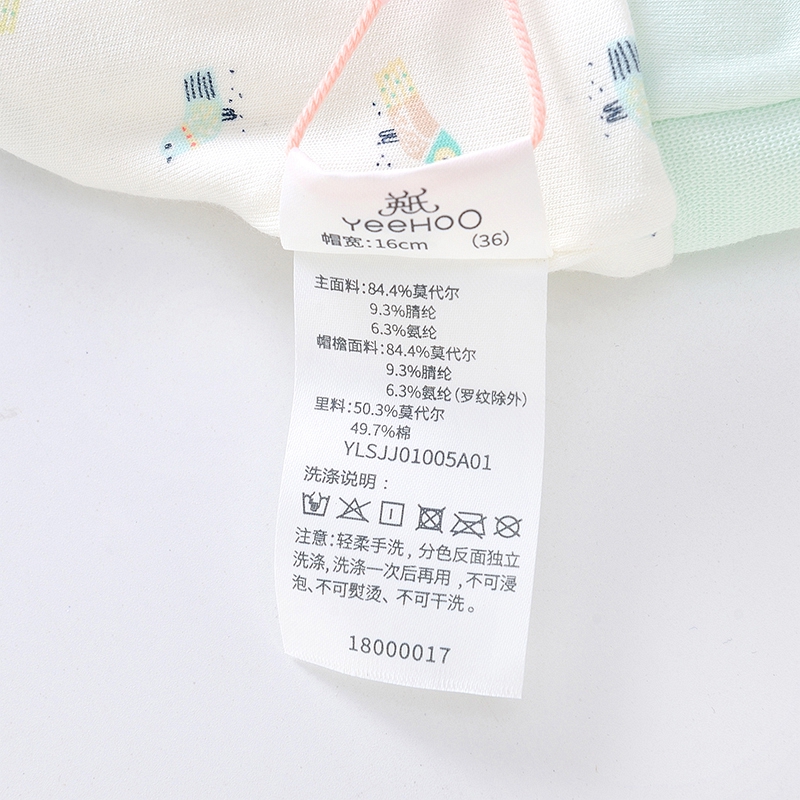 英氏
YeeHOO
帽宽:16cm (36)
主面料:84.4%莫代尔
9.3%腈纶
6.3%氨纶
帽檐面料:84.4%莫代尔
9.3%腈纶
6.3%氨纶(罗纹除外)
里料:50.3%莫代尔
49.7%棉
YLSJJ01005A01
洗涤说明：
注意:轻柔手洗，分色反面独立
洗涤,洗涤一次后再用,不可浸
泡、不可熨烫、不可干洗。
18000017